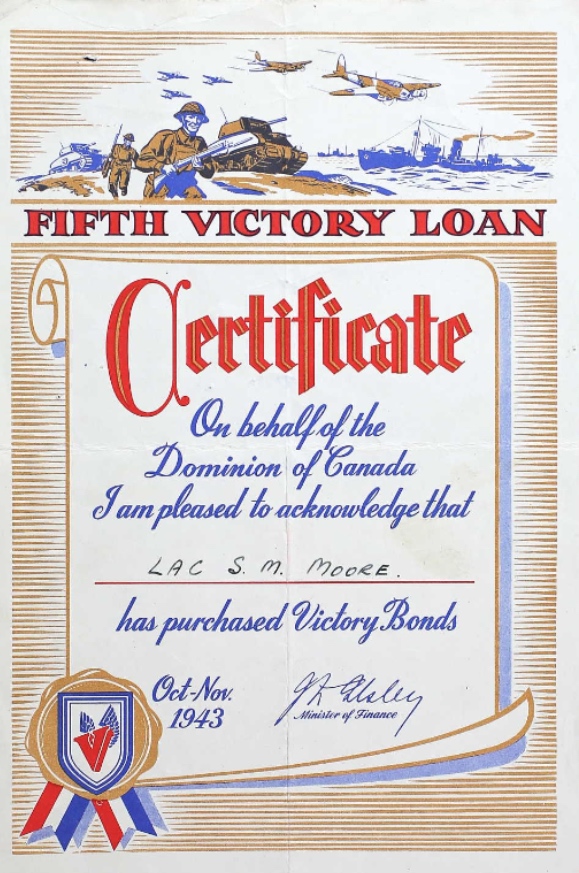 FIFTH VICTORY LOAN
Certificate
On behalf of the
Dominion of Canada
I am pleased to acknowledge that
LAC S. M. MOORE.
has purchased Victory Bonds
Oct-Nov.
1943
J L Ilsley
Minister of Finance
V